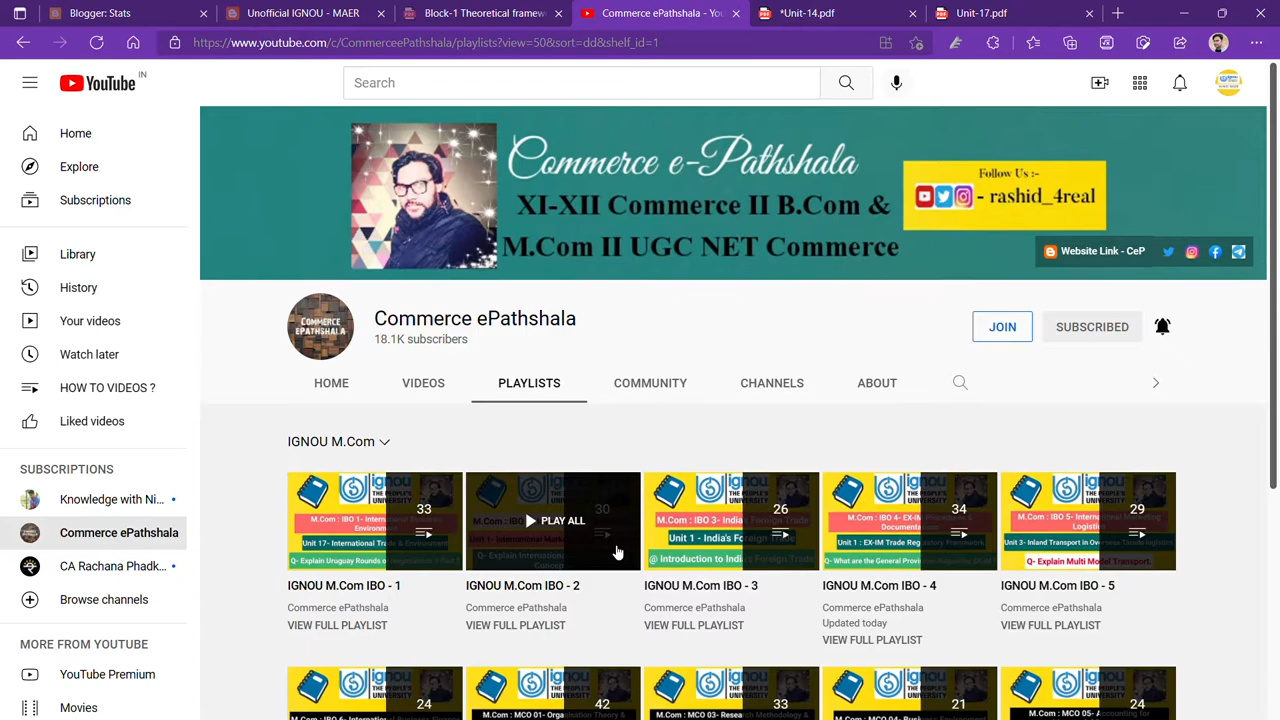 Blogger: Stats
Unofficial IGNOU - MAER
Block-1 Theoretical framew
Commerce ePathshala - You
*Unit-14.pdf
Unit-17.pdf
https://www.youtube.com/c/CommerceePathshala/playlists?view=50&sort=dd&shelf_id=1
YouTube IN
Search
Home
Explore
Subscriptions
Library
History
Your videos
Watch later
HOW TO VIDEOS ?
Liked videos
SUBSCRIPTIONS
Knowledge with Ni...
Commerce ePathshala
CA Rachana Phadk...
Browse channels
MORE FROM YOUTUBE
YouTube Premium
Movies
Commerce e-Pathshala
XI-XII Commerce II B.Com &
M.Com II UGC NET Commerce
Follow Us :-
- rashid_4real
Website Link - CeP
COMMERCE
EPATHSHALA
Commerce ePathshala
18.1K subscribers
JOIN
SUBSCRIBED
HOME
VIDEOS
PLAYLISTS
COMMUNITY
CHANNELS
ABOUT
IGNOU M.Com
33
PLAY ALL
30
26
34
29
IGNOU M.Com IBO - 1
Commerce ePathshala
VIEW FULL PLAYLIST
IGNOU M.Com IBO - 2
Commerce ePathshala
VIEW FULL PLAYLIST
IGNOU M.Com IBO - 3
Commerce ePathshala
VIEW FULL PLAYLIST
IGNOU M.Com IBO - 4
Commerce ePathshala
Updated today
VIEW FULL PLAYLIST
IGNOU M.Com IBO - 5
Commerce ePathshala
VIEW FULL PLAYLIST
24
42
33
21
24